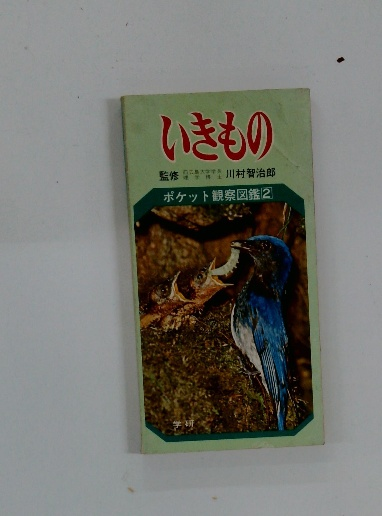 いきもの
監修 川村智治郎
ポケット観察図鑑2
学研